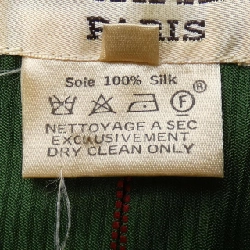 PARIS
Soie 100% Silk
A F ®
NETTOYAGE A SEC
EXCLUSIVEMENT
DRY CLEAN ONLY